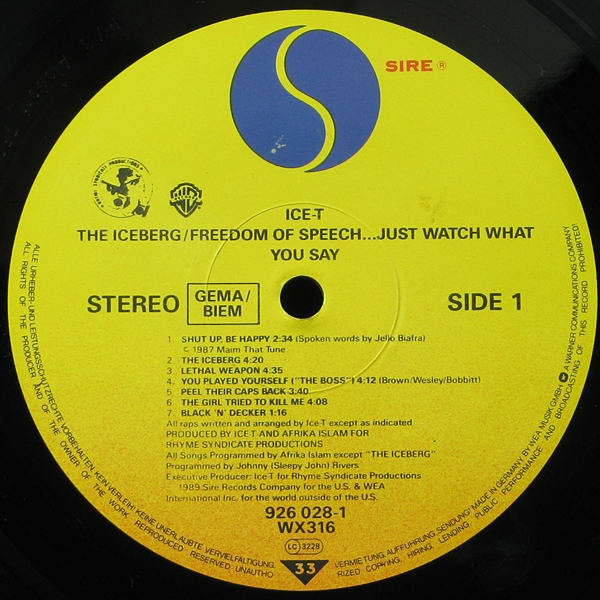 SIRE ®
ICE-T
THE ICEBERG/FREEDOM OF SPEECH...JUST WATCH WHAT
YOU SAY
STEREO
GEMA/
BIEM
SIDE 1
1 SHUT UP, BE HAPPY 2:34 (Spoken words by Jello Biafra)
© 1987 Maim That Tune
2 THE ICEBERG 4:20
3 LETHAL WEAPON 4:35
4 YOU PLAYED YOURSELF ("THE BOSS") 4:12 (Brown/Wesley/Bobbitt)
5 PEEL THEIR CAPS BACK 3:40
6 THE GIRL TRIED TO KILL ME 4:08
7. BLACK 'N' DECKER 1:16
All raps written and arranged by Ice-T except as indicated
PRODUCED BY ICE-T AND AFRIKA ISLAM FOR
RHYME SYNDICATE PRODUCTIONS
All Songs Programmed by Afrika Islam except "THE ICEBERG"
Programmed by Johnny (Sleepy John) Rivers
Executive Producer: Ice-T for Rhyme Syndicate Productions
1989 Sire Records Company for the U.S. & WEA
International Inc. for the world outside of the U.S.
926 028-1
WX316
LC 3228
33
ALLE URHEBER- UND LEISTUNGSSCHUTZRECHTE VORBEHALTEN. KEIN VERLEIH! KEINE UNERLAUBTE VERVIELFÄLTIGUNG, VERMIETUNG, AUFFÜHRUNG, SENDUNG! MADE IN GERMANY BY WEA MUSIK GMBH A WARNER COMMUNICATIONS COMPANY
ALL RIGHTS OF THE PRODUCER AND OF THE OWNER OF THE WORK REPRODUCED RESERVED UNAUTHORIZED COPYING, HIRING, LENDING, PUBLIC PERFORMANCE AND BROADCASTING OF THIS RECORD PROHIBITED!